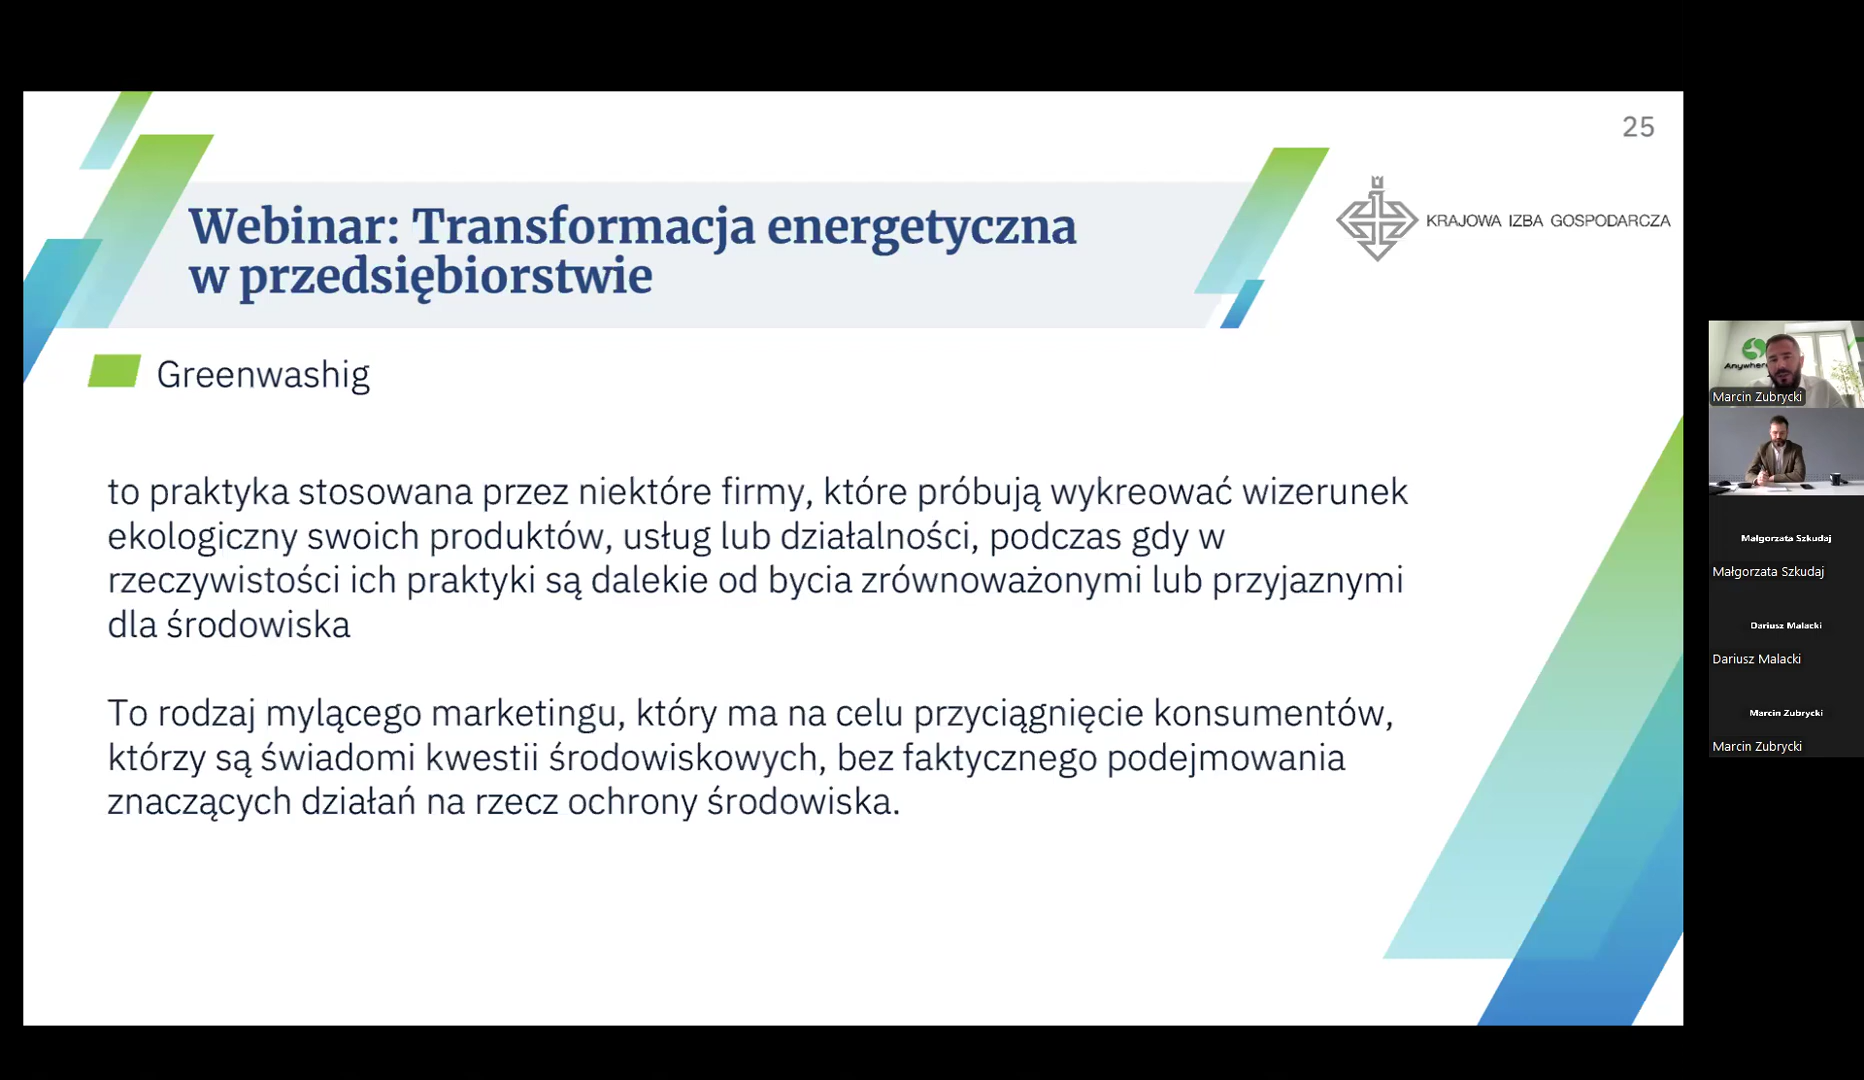 25
Webinar: Transformacja energetyczna
w przedsiębiorstwie
KRAJOWA IZBA GOSPODARCZA
Greenwashig
to praktyka stosowana przez niektóre firmy, które próbują wykreować wizerunek
ekologiczny swoich produktów, usług lub działalności, podczas gdy w
rzeczywistości ich praktyki są dalekie od bycia zrównoważonymi lub przyjaznymi
dla środowiska
To rodzaj mylącego marketingu, który ma na celu przyciągnięcie konsumentów,
którzy są świadomi kwestii środowiskowych, bez faktycznego podejmowania
znaczących działań na rzecz ochrony środowiska.
Marcin Zubrycki
Małgorzata Szkudaj
Małgorzata Szkudaj
Dariusz Malacki
Dariusz Malacki
Marcin Zubrycki
Marcin Zubrycki